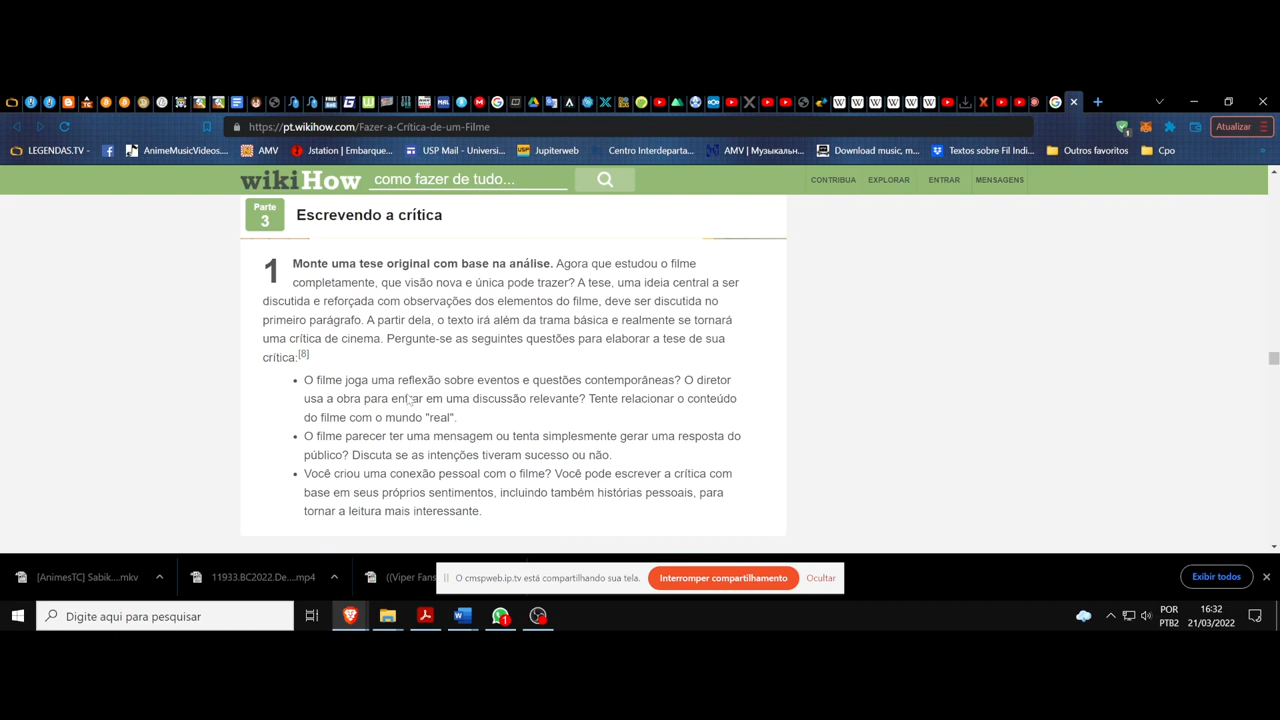 https://pt.wikihow.com/Fazer-a-Crítica-de-um-Filme
Atualizar
LEGENDAS.TV -
AnimeMusicVideos...
AMV
Jstation | Embarque...
USP Mail - Universi...
Jupiterweb
Centro Interdeparta...
AMV | Музыкальн...
Download music, m...
Textos sobre Fil Indi...
Outros favoritos
Cpo
wikiHow
como fazer de tudo...
CONTRIBUA
EXPLORAR
ENTRAR
MENSAGENS
Parte
3
Escrevendo a crítica
1
Monte uma tese original com base na análise. Agora que estudou o filme
completamente, que visão nova e única pode trazer? A tese, uma ideia central a ser
discutida e reforçada com observações dos elementos do filme, deve ser discutida no
primeiro parágrafo. A partir dela, o texto irá além da trama básica e realmente se tornará
uma crítica de cinema. Pergunte-se as seguintes questões para elaborar a tese de sua
crítica:[8]
• O filme joga uma reflexão sobre eventos e questões contemporâneas? O diretor
usa a obra para entrar em uma discussão relevante? Tente relacionar o conteúdo
do filme com o mundo "real".
• O filme parecer ter uma mensagem ou tenta simplesmente gerar uma resposta do
público? Discuta se as intenções tiveram sucesso ou não.
• Você criou uma conexão pessoal com o filme? Você pode escrever a crítica com
base em seus próprios sentimentos, incluindo também histórias pessoais, para
tornar a leitura mais interessante.
[AnimesTC] Sabik....mkv
11933.BC2022.De....mp4
((Viper Fans
O cmspweb.ip.tv está compartilhando sua tela.
Interromper compartilhamento
Ocultar
Exibir todos
Digite aqui para pesquisar
1
POR
PTB2
16:32
21/03/2022